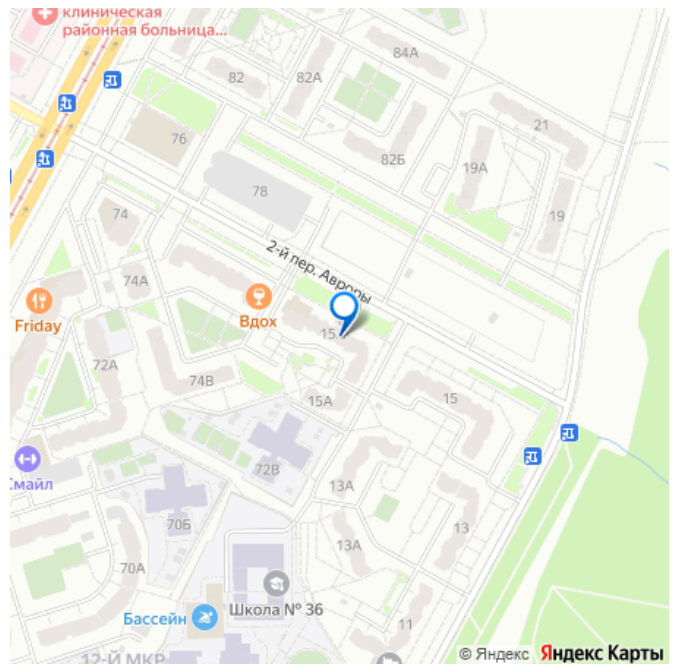 клиническая
районная больница...
84А
82
82А
21
76
82Б
19А
78
19
74
2-й пер. Авроры
74А
Friday
Вдох
15
72А
74В
15А
15
Смайл
72В
13А
70Б
13
13А
70А
Школа № 36
Бассейн
11
12-Й МКР
© Яндекс Яндекс Карты